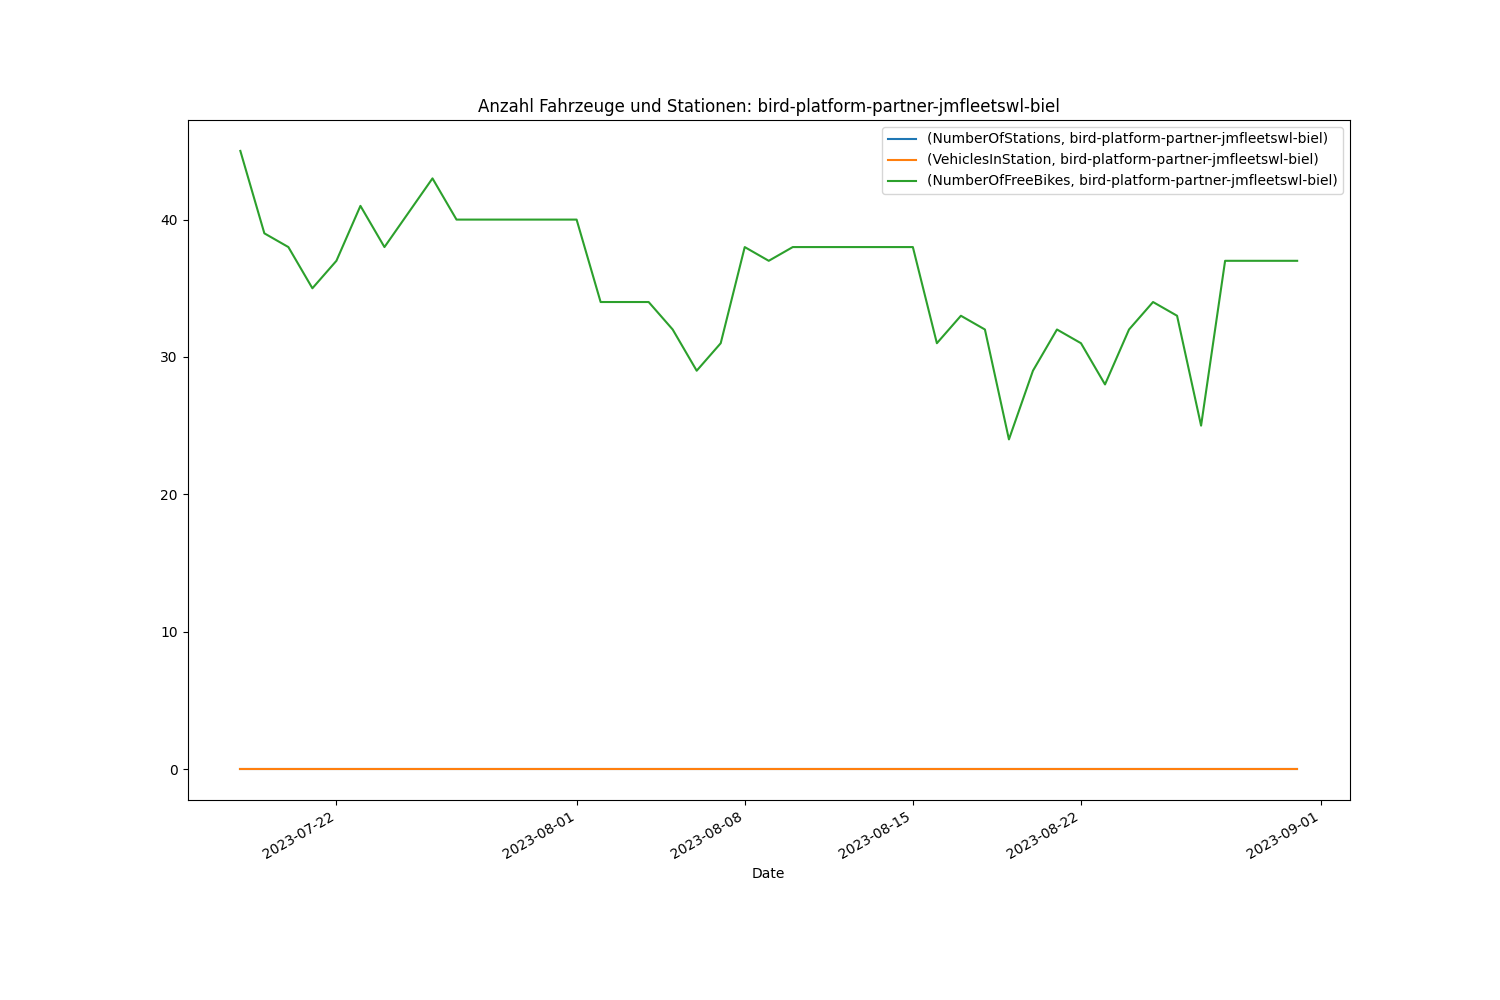 Anzahl Fahrzeuge und Stationen: bird-platform-partner-jmfleetswl-biel
(NumberOfStations, bird-platform-partner-jmfleetswl-biel)
(VehiclesInStation, bird-platform-partner-jmfleetswl-biel)
(NumberOfFreeBikes, bird-platform-partner-jmfleetswl-biel)
40
30
20
10
0
2023-07-22
2023-08-01
2023-08-08
2023-08-15
2023-08-22
2023-09-01
Date